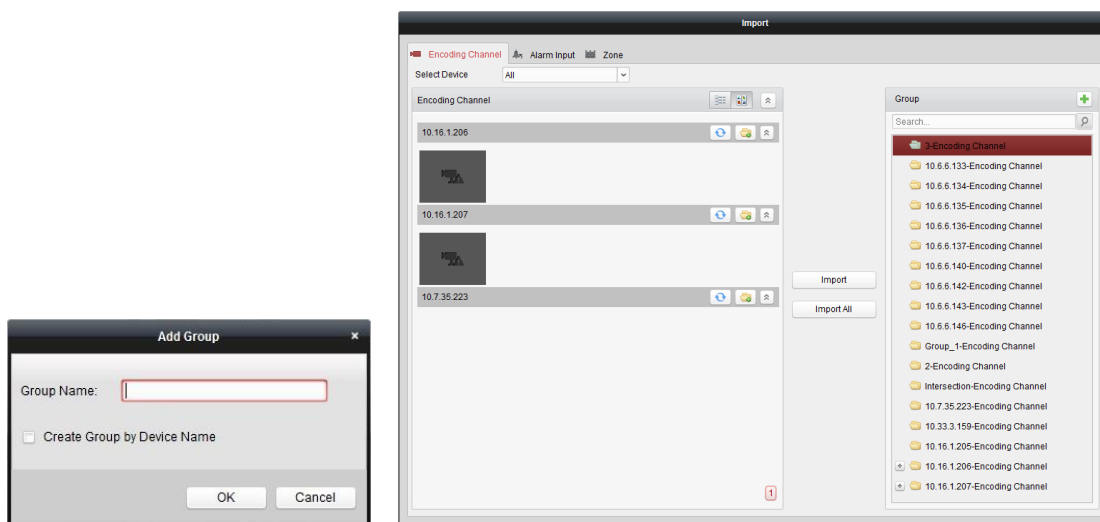 Import
Encoding Channel
Alarm Input
Zone
Select Device
All
Encoding Channel
10.16.1.206
10.16.1.207
10.7.35.223
1
Import
Import All
Group
Search...
3-Encoding Channel
10.6.6.133-Encoding Channel
10.6.6.134-Encoding Channel
10.6.6.135-Encoding Channel
10.6.6.136-Encoding Channel
10.6.6.137-Encoding Channel
10.6.6.140-Encoding Channel
10.6.6.142-Encoding Channel
10.6.6.143-Encoding Channel
10.6.6.146-Encoding Channel
Group_1-Encoding Channel
2-Encoding Channel
Intersection-Encoding Channel
10.7.35.223-Encoding Channel
10.33.3.159-Encoding Channel
10.16.1.205-Encoding Channel
10.16.1.206-Encoding Channel
10.16.1.207-Encoding Channel
Add Group
Group Name:
Create Group by Device Name
OK
Cancel